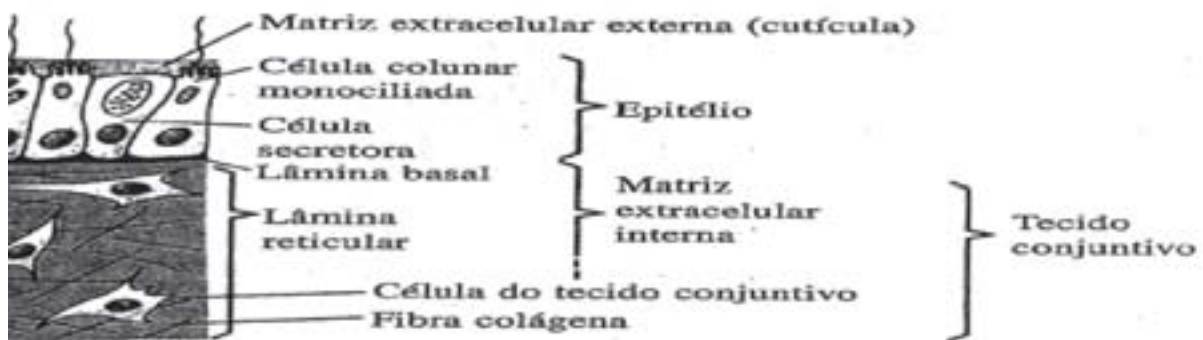 Matriz extracelular externa (cutícula)
Célula colunar
monociliada
Epitélio
Célula
secretora
Lâmina basal
Lâmina
reticular
Matriz
extracelular
interna
Tecido
conjuntivo
Célula do tecido conjuntivo
Fibra colágena